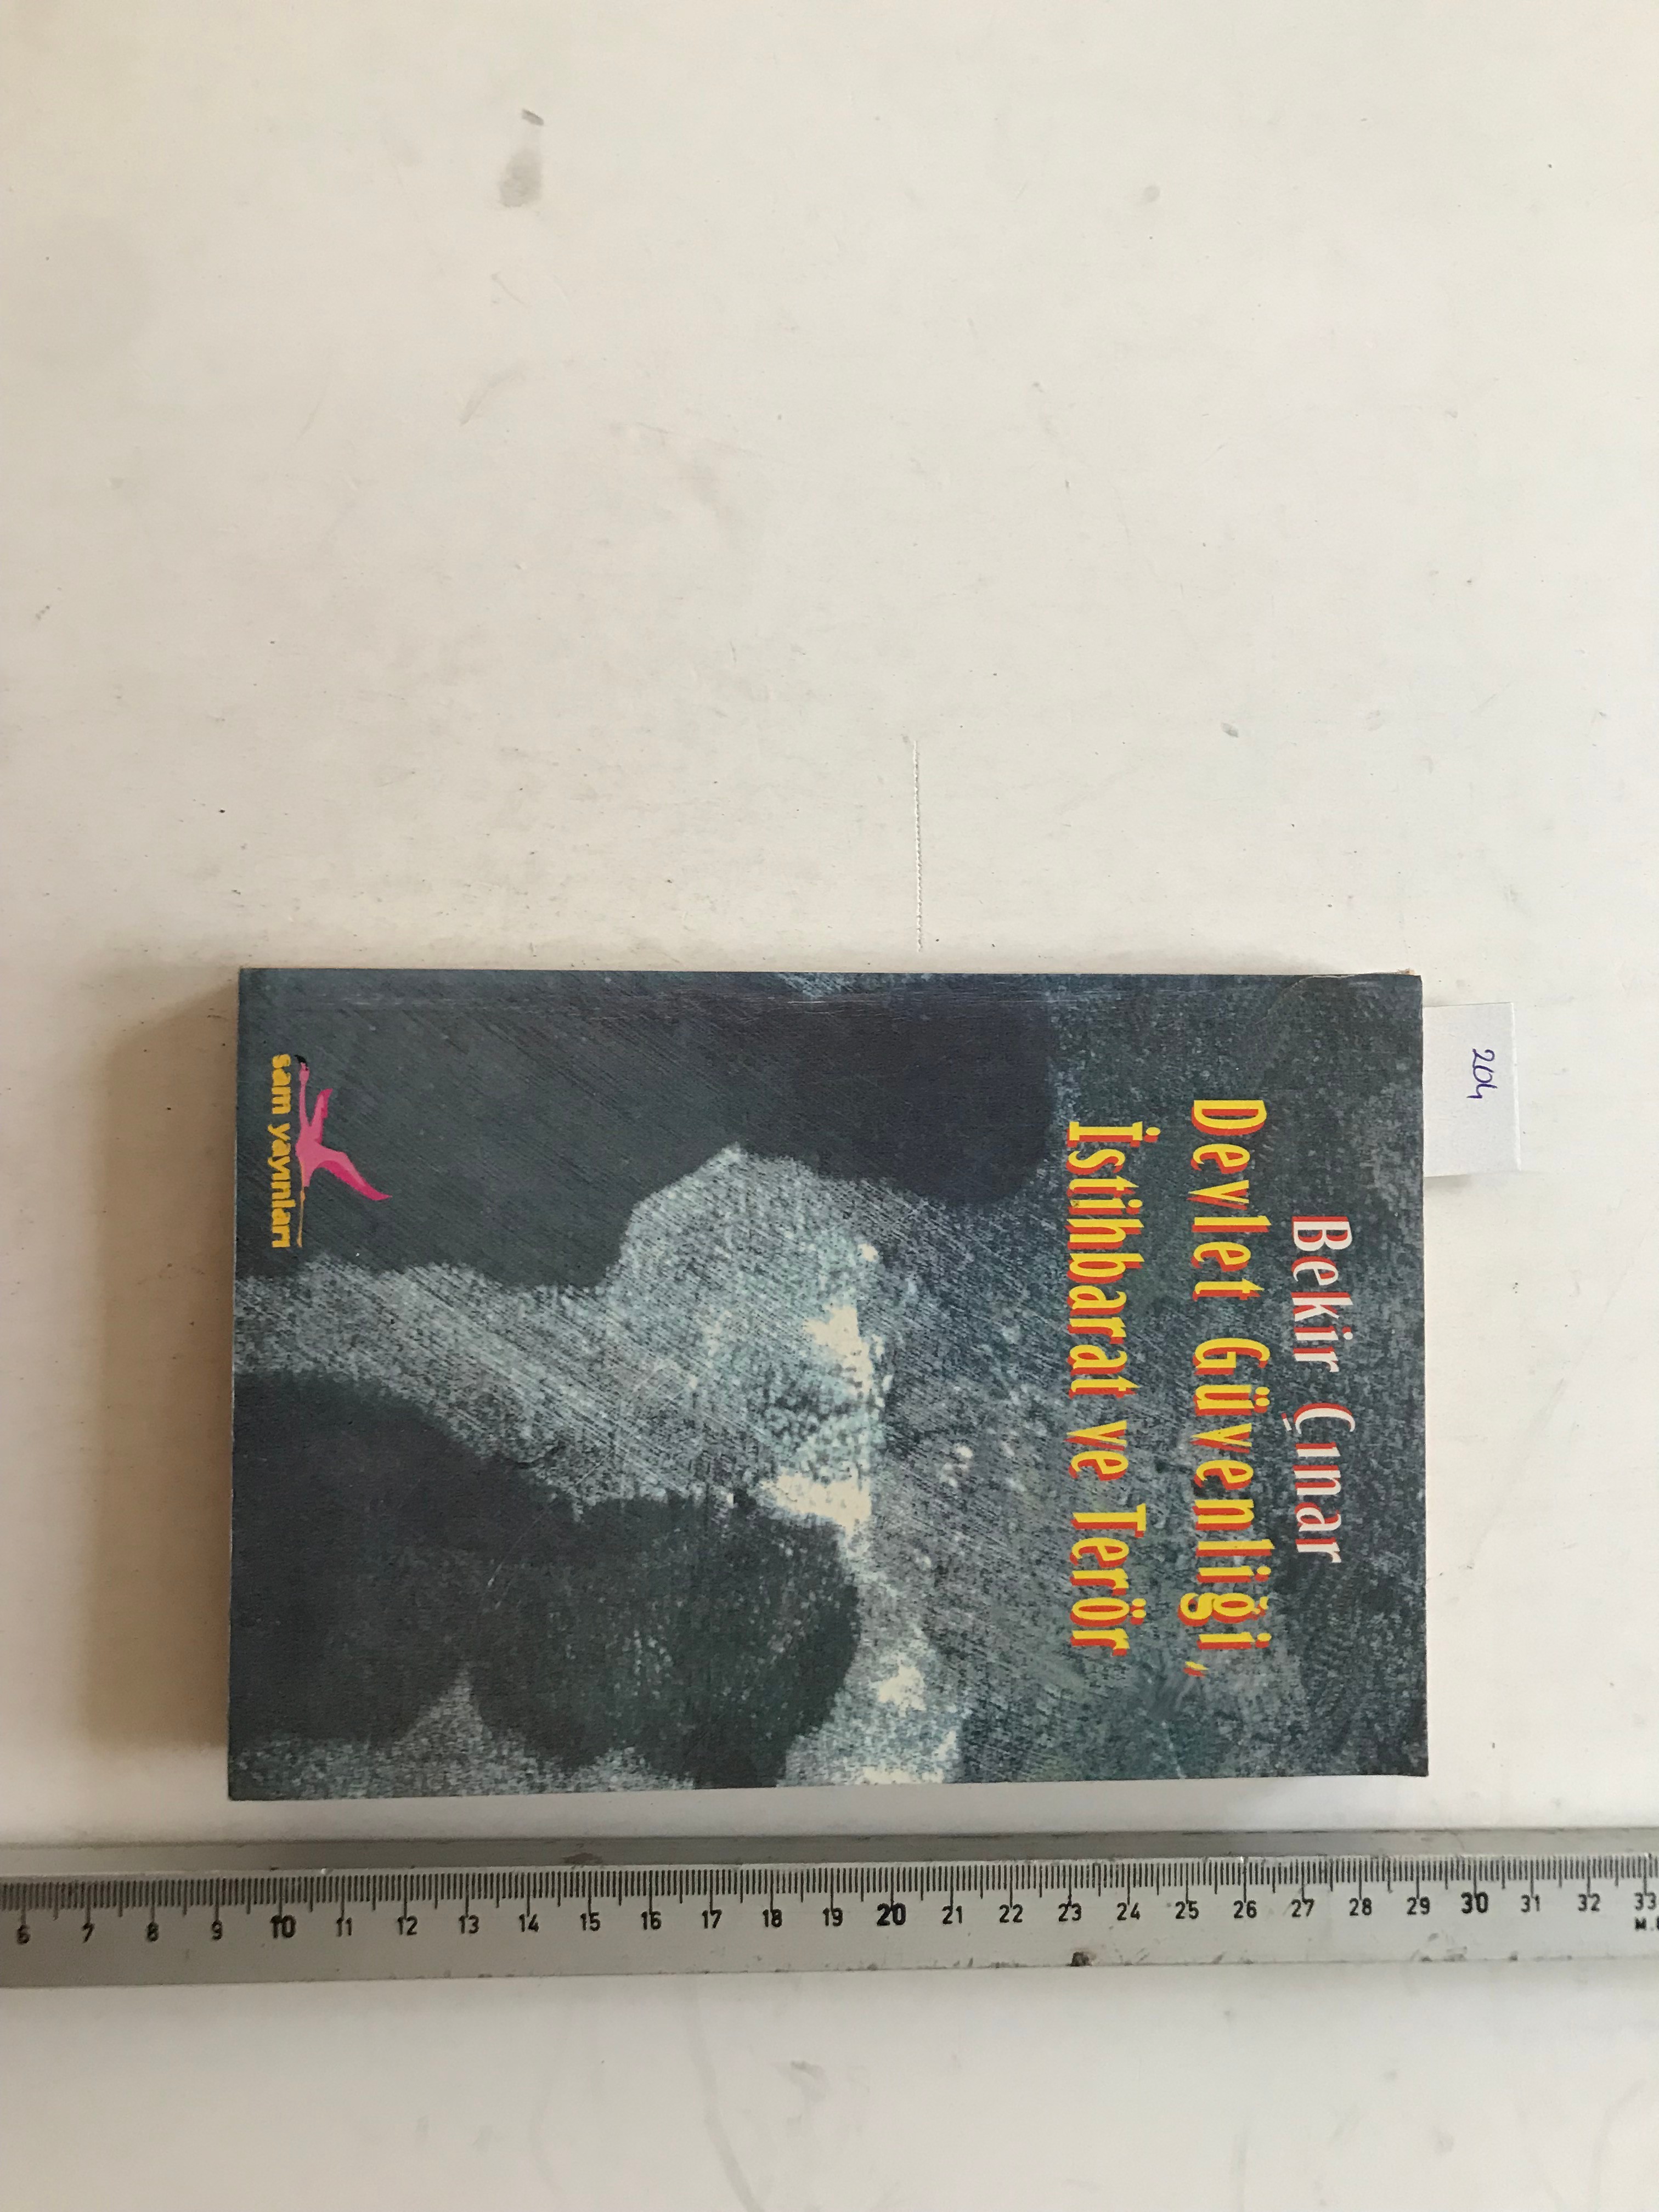 204
Bekir Çınar
Devlet Güvenliği,
İstihbarat ve Terör
sam yayınları
6 7 8 9 10 11 12 13 14 15 16 17 18 19 20 21 22 23 24 25 26 27 28 29 30 31 32 33